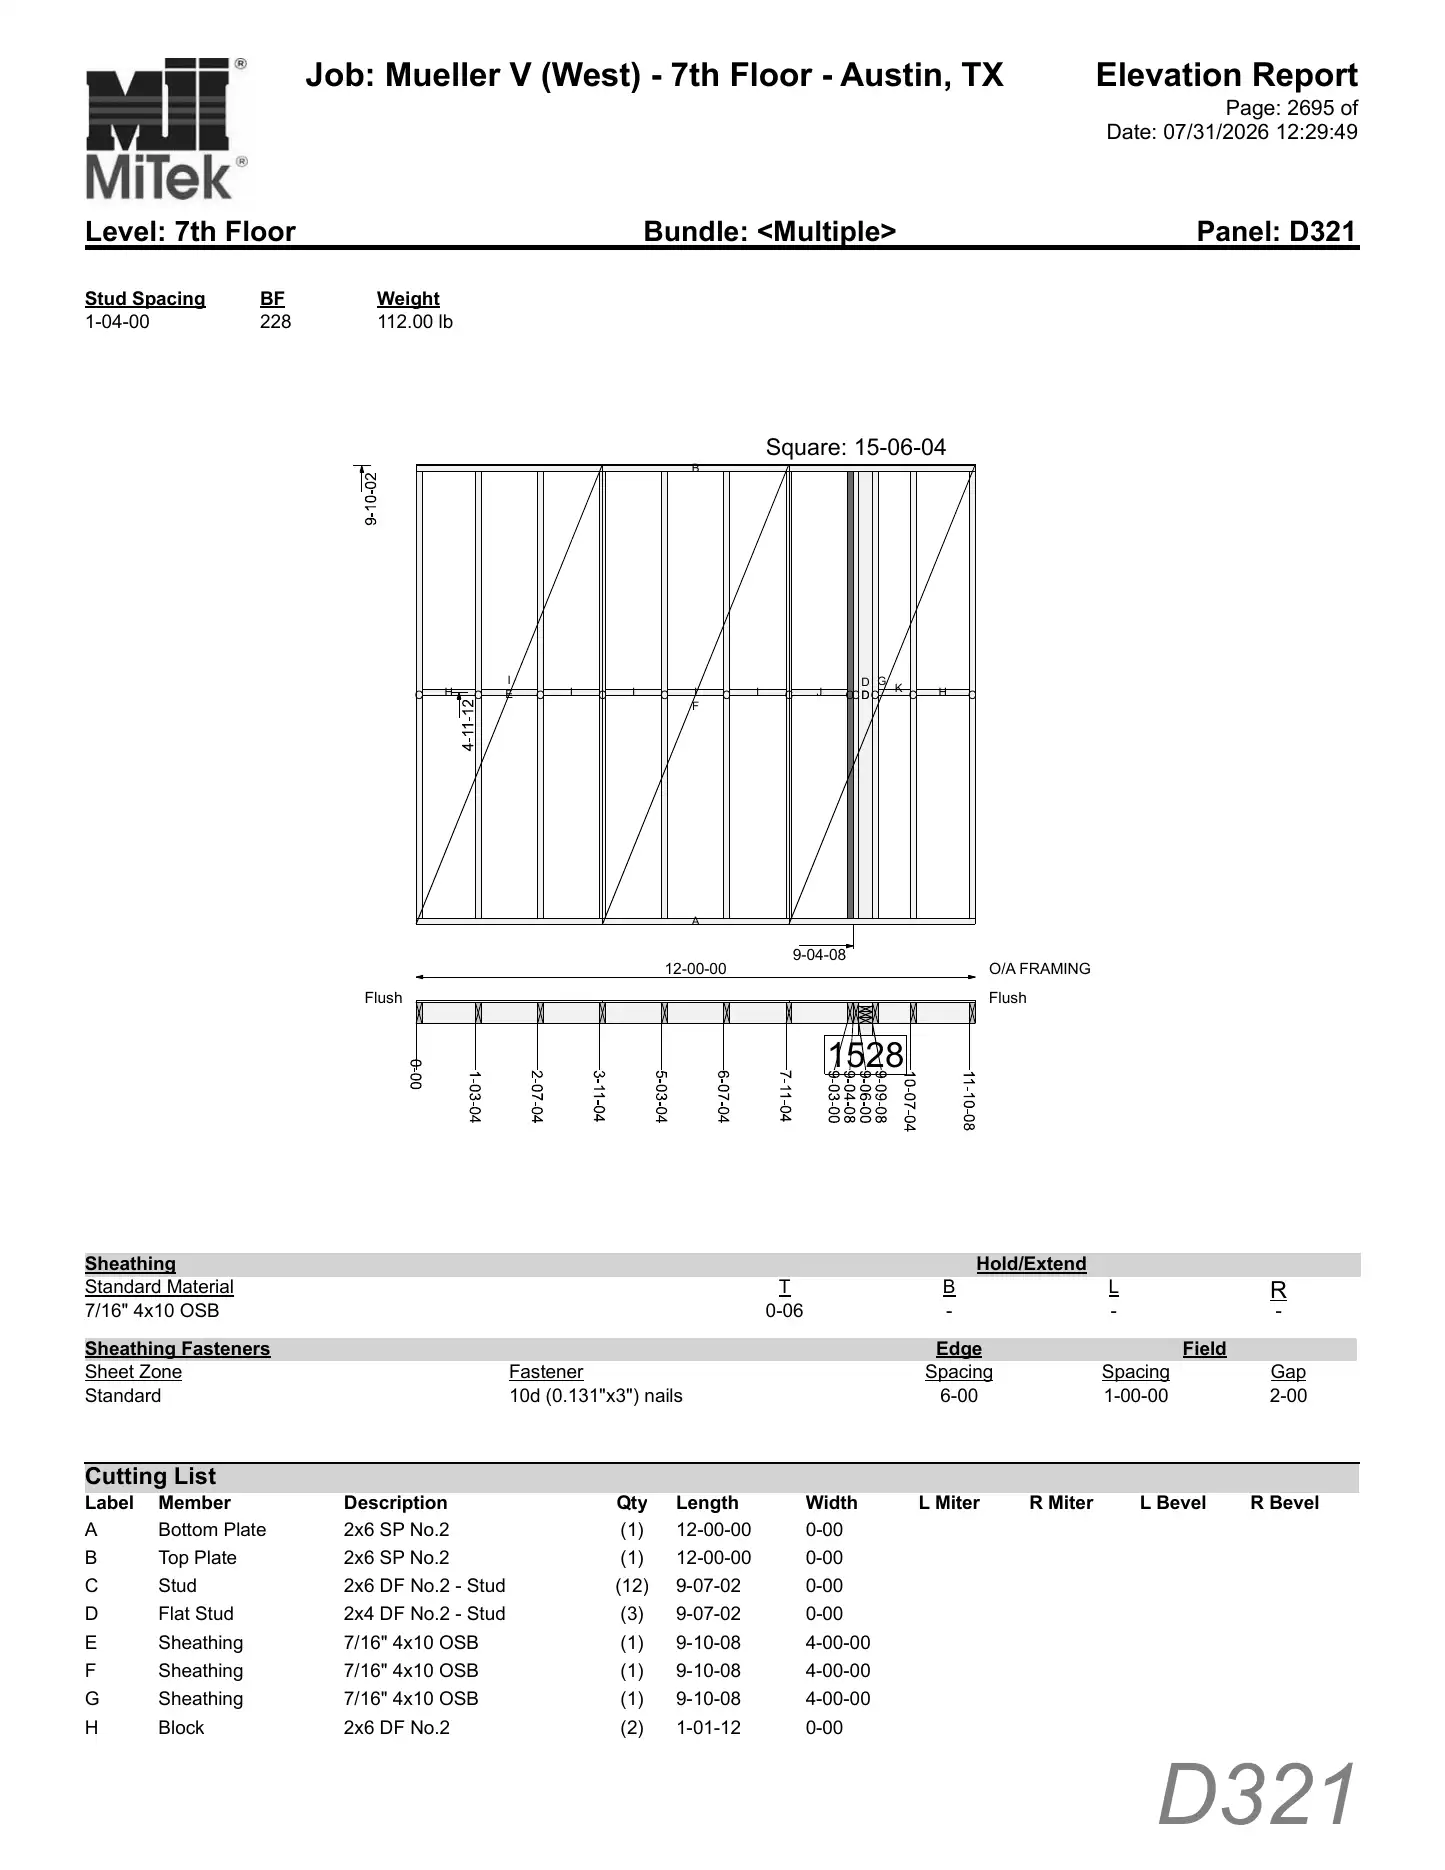 Job: Mueller V (West) - 7th Floor - Austin, TX
Elevation Report
Page: 2695 of
Date: 07/31/2026 12:29:49
MiTek®
Level: 7th Floor Bundle: <Multiple> Panel: D321
Stud Spacing BF Weight
1-04-00 228 112.00 lb
Square: 15-06-04
B
9-10-02
H I E I I I I J D D G K H
F
4-11-12
A
9-04-08
12-00-00 O/A FRAMING
Flush Flush
1528
0-00 1-03-04 2-07-04 3-11-04 5-03-04 6-07-04 7-11-04 9-03-00 9-04-08 9-06-00 9-09-08 10-07-04 11-10-08
Sheathing Hold/Extend
Standard Material T B L R
7/16" 4x10 OSB 0-06 - - -
Sheathing Fasteners Edge Field
Sheet Zone Fastener Spacing Spacing Gap
Standard 10d (0.131"x3") nails 6-00 1-00-00 2-00
Cutting List
Label Member Description Qty Length Width L Miter R Miter L Bevel R Bevel
A Bottom Plate 2x6 SP No.2 (1) 12-00-00 0-00
B Top Plate 2x6 SP No.2 (1) 12-00-00 0-00
C Stud 2x6 DF No.2 - Stud (12) 9-07-02 0-00
D Flat Stud 2x4 DF No.2 - Stud (3) 9-07-02 0-00
E Sheathing 7/16" 4x10 OSB (1) 9-10-08 4-00-00
F Sheathing 7/16" 4x10 OSB (1) 9-10-08 4-00-00
G Sheathing 7/16" 4x10 OSB (1) 9-10-08 4-00-00
H Block 2x6 DF No.2 (2) 1-01-12 0-00
D321